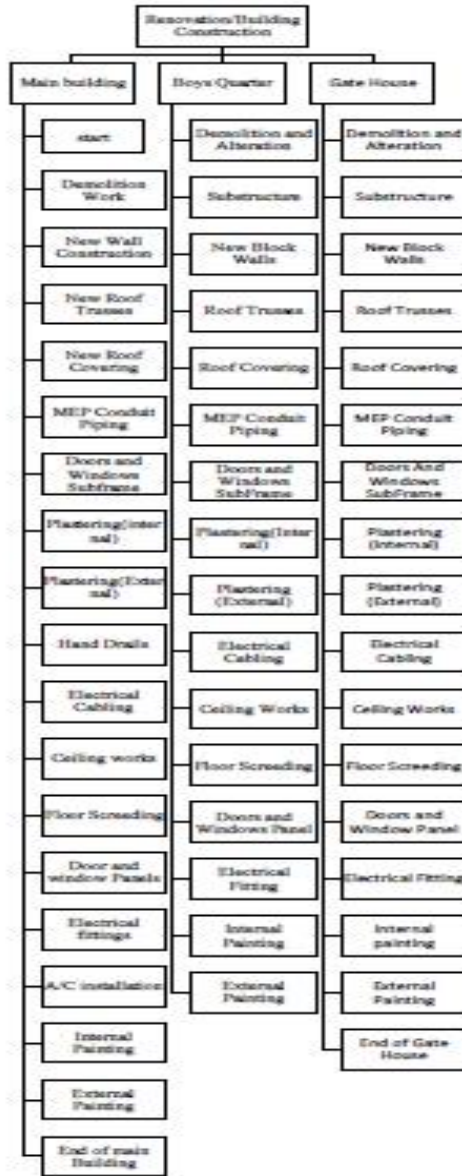 Renovation/Building
Construction
Main building
start
Demolition
Work
New Wall
Construction
New Roof
Trusses
New Roof
Covering
MEP Conduit
Piping
Doors and
Windows
Subframe
Plastering(inter
nal)
Plastering(Exter
nal)
Hand Drails
Electrical
Cabling
Ceiling works
Floor Screeding
Door and
window Panels
Electrical
fittings
A/C installation
Internal
Painting
External
Painting
End of main
Building
Boys Quarter
Demolition and
Alteration
Substructure
New Block
Walls
Roof Trusses
Roof Covering
MEP Conduit
Piping
Doors and
Windows
SubFrame
Plastering(Inter
nal)
Plastering
(External)
Electrical
Cabling
Ceiling Works
Floor Screeding
Doors and
Windows Panel
Electrical
Fitting
Internal
Painting
External
Painting
Gate House
Demolition and
Alteration
Substructure
New Block
Walls
Roof Trusses
Roof Covering
MEP Conduit
Piping
Doors And
Windows
SubFrame
Plastering
(Internal)
Plastering
(External)
Electrical
Cabling
Ceiling Works
Floor Screeding
Doors and
Window Panel
Electrical Fitting
Internal
painting
External
Painting
End of Gate
House